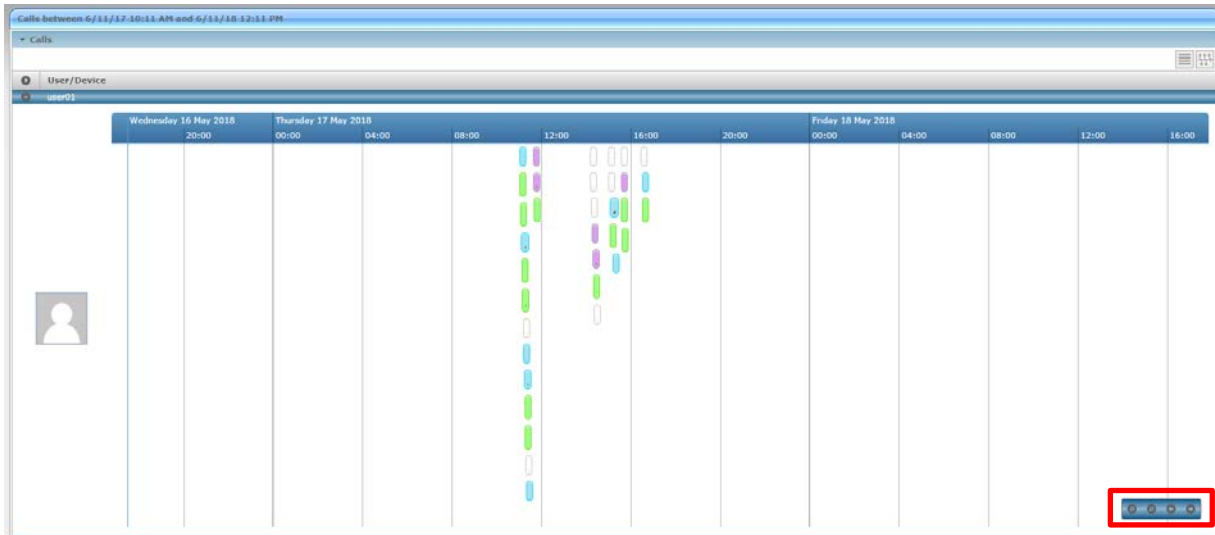 Calls between 6/11/17 10:11 AM and 6/11/18 12:11 PM
Calls
User/Device
user01
Wednesday 16 May 2018 Thursday 17 May 2018 Friday 18 May 2018
20:00 00:00 04:00 08:00 12:00 16:00 20:00 00:00 04:00 08:00 12:00 16:00